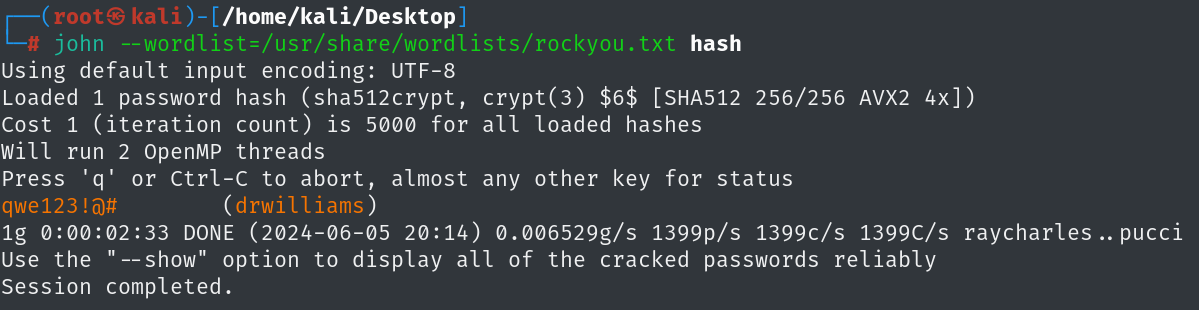 ┌──(root㉿kali)-[/home/kali/Desktop]
└─# john --wordlist=/usr/share/wordlists/rockyou.txt hash
Using default input encoding: UTF-8
Loaded 1 password hash (sha512crypt, crypt(3) $6$ [SHA512 256/256 AVX2 4x])
Cost 1 (iteration count) is 5000 for all loaded hashes
Will run 2 OpenMP threads
Press 'q' or Ctrl-C to abort, almost any other key for status
qwe123!@#        (drwilliams)
1g 0:00:02:33 DONE (2024-06-05 20:14) 0.006529g/s 1399p/s 1399c/s 1399C/s raycharles..pucci
Use the "--show" option to display all of the cracked passwords reliably
Session completed.